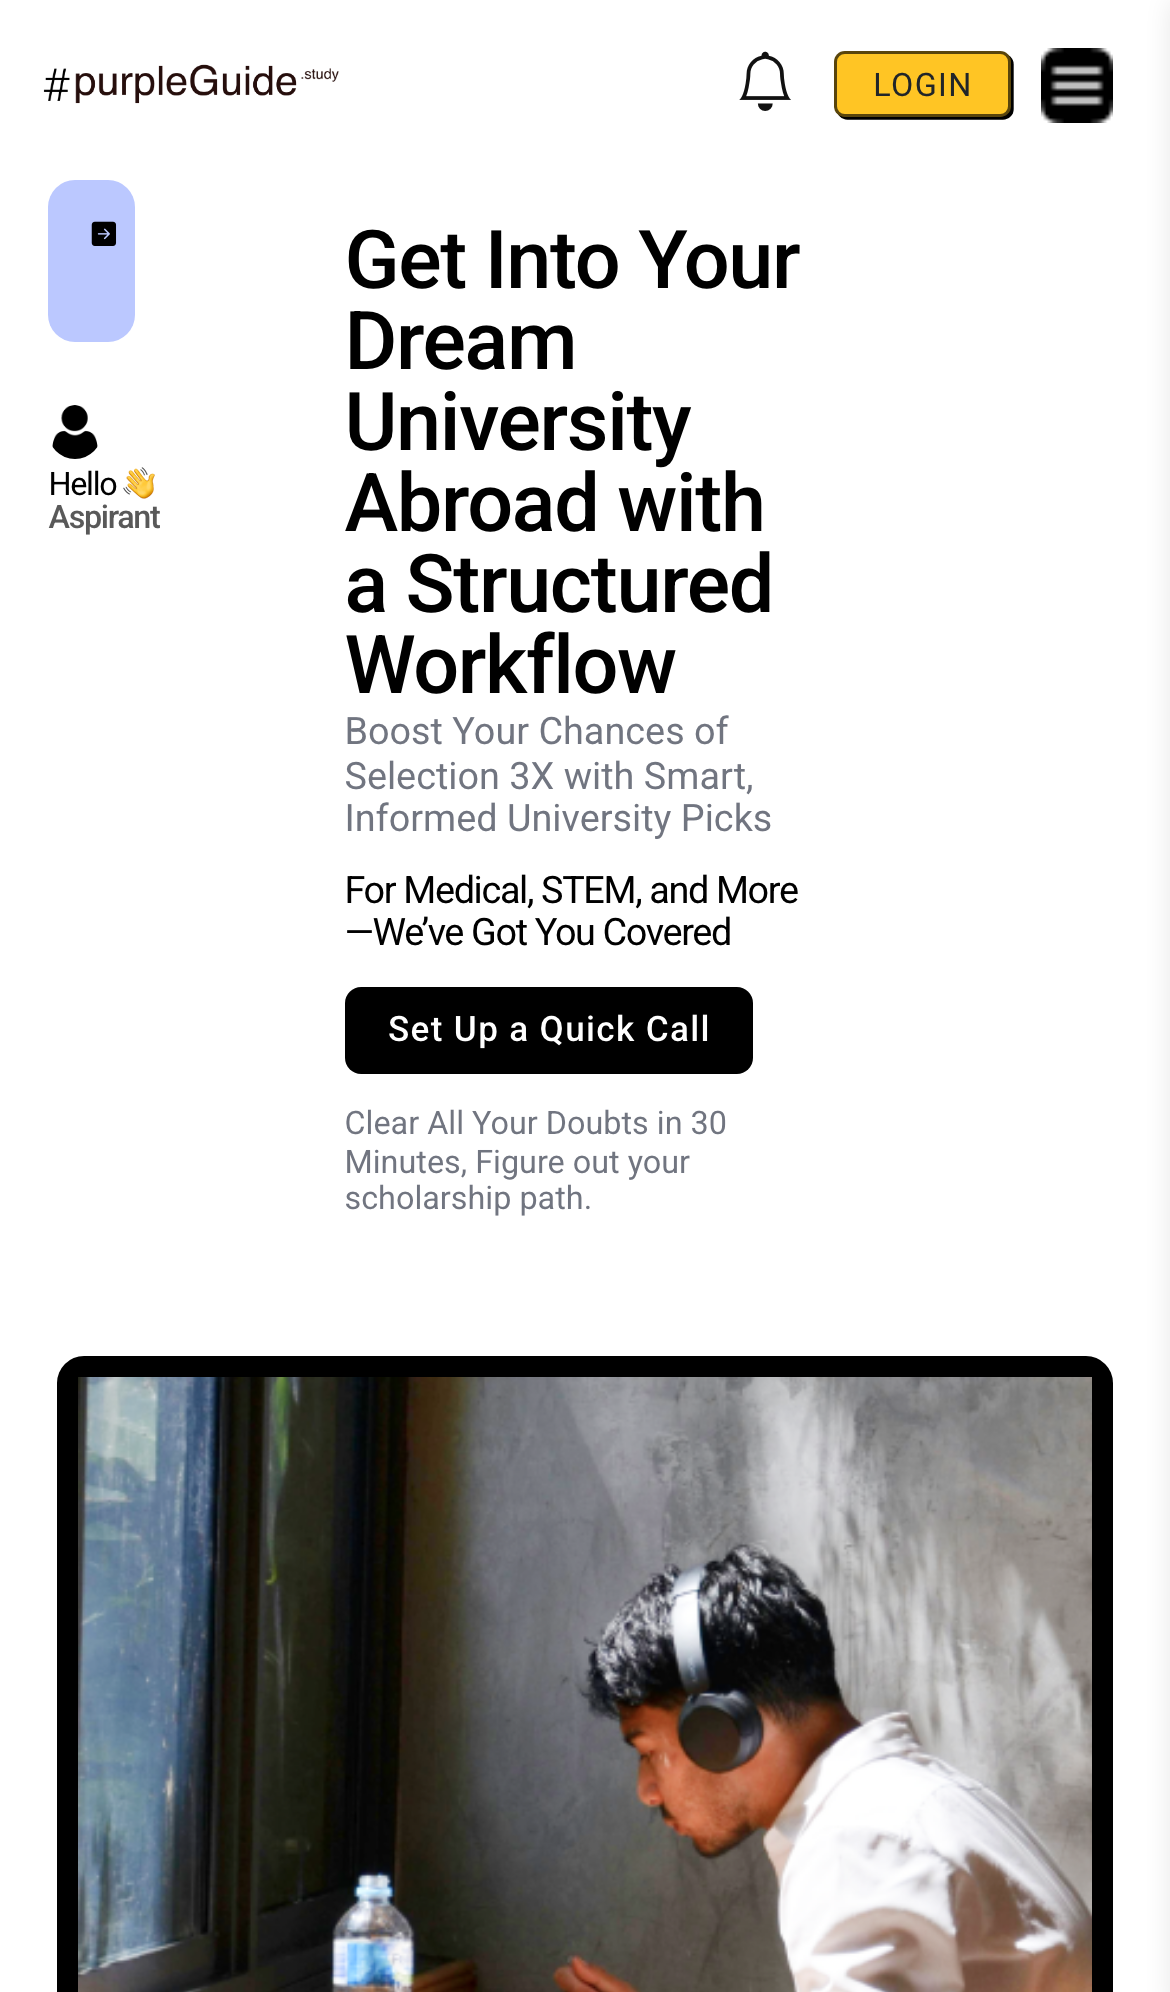 #purpleGuide.study
LOGIN
Hello 👋
Aspirant
Get Into Your
Dream
University
Abroad with
a Structured
Workflow
Boost Your Chances of
Selection 3X with Smart,
Informed University Picks
For Medical, STEM, and More
—We’ve Got You Covered
Set Up a Quick Call
Clear All Your Doubts in 30
Minutes, Figure out your
scholarship path.